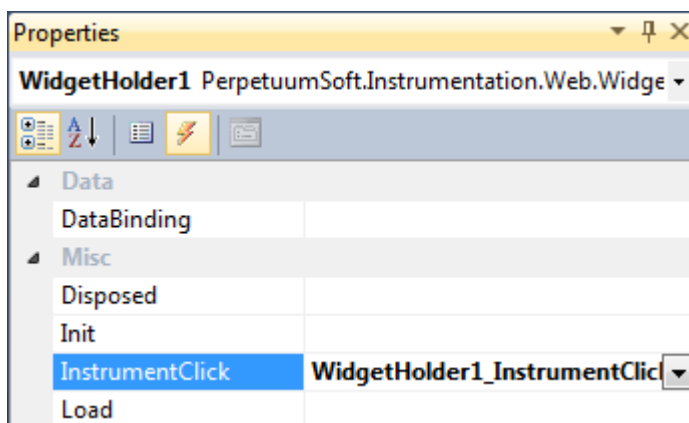 Properties
WidgetHolder1 PerpetuumSoft.Instrumentation.Web.Widge
A
Z
Data
DataBinding
Misc
Disposed
Init
InstrumentClick WidgetHolder1_InstrumentClicl
Load